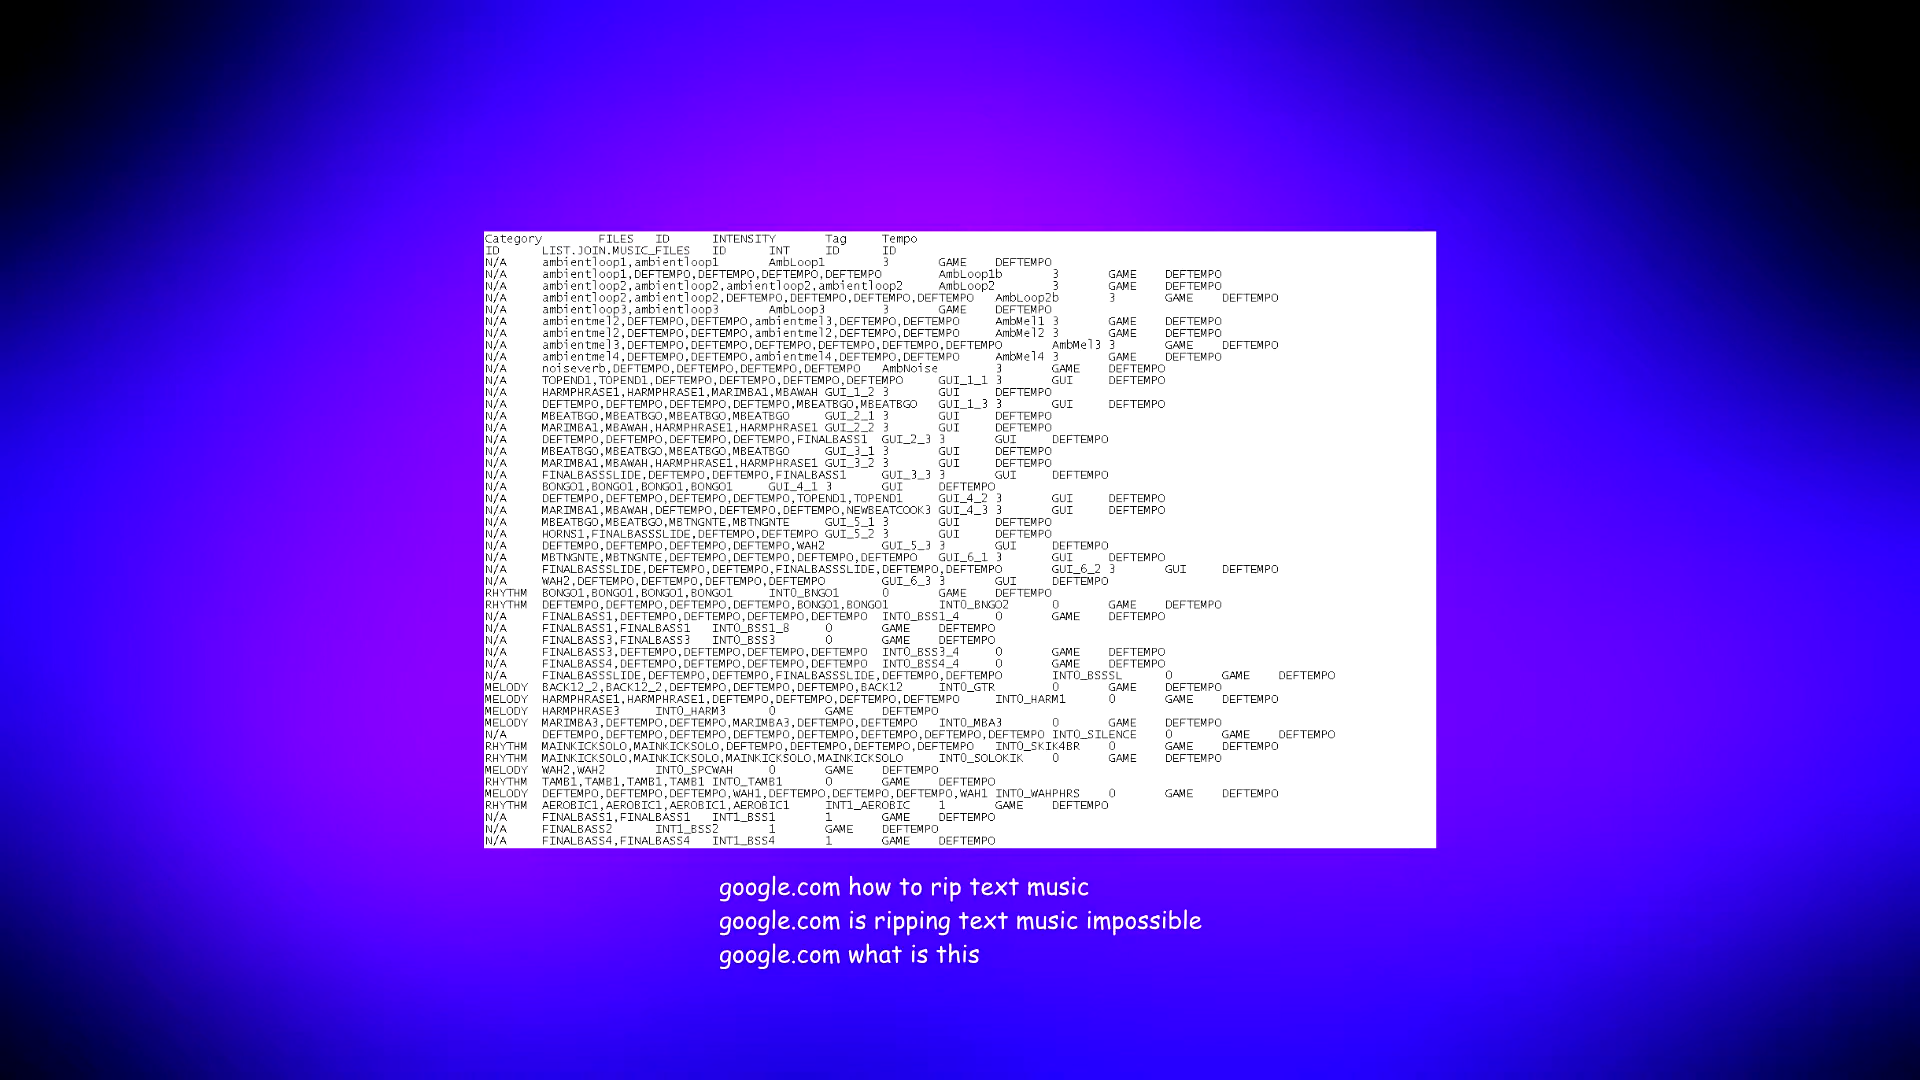 Category FILES ID INTENSITY Tag Tempo
ID LIST.JOIN.MUSIC_FILES ID INT ID ID
N/A ambientloop1,ambientloop1 AmbLoop1 3 GAME DEFTEMPO
N/A ambientloop1,DEFTEMPO,DEFTEMPO,DEFTEMPO,DEFTEMPO AmbLoop1b 3 GAME DEFTEMPO
N/A ambientloop2,ambientloop2,ambientloop2,ambientloop2 AmbLoop2 3 GAME DEFTEMPO
N/A ambientloop2,ambientloop2,DEFTEMPO,DEFTEMPO,DEFTEMPO,DEFTEMPO AmbLoop2b 3 GAME DEFTEMPO
N/A ambientloop3,ambientloop3 AmbLoop3 3 GAME DEFTEMPO
N/A ambientmel2,DEFTEMPO,DEFTEMPO,ambientmel3,DEFTEMPO,DEFTEMPO AmbMel1 3 GAME DEFTEMPO
N/A ambientmel2,DEFTEMPO,DEFTEMPO,ambientmel2,DEFTEMPO,DEFTEMPO AmbMel2 3 GAME DEFTEMPO
N/A ambientmel3,DEFTEMPO,DEFTEMPO,DEFTEMPO,DEFTEMPO,DEFTEMPO,DEFTEMPO AmbMel3 3 GAME DEFTEMPO
N/A ambientmel4,DEFTEMPO,DEFTEMPO,ambientmel4,DEFTEMPO,DEFTEMPO AmbMel4 3 GAME DEFTEMPO
N/A noiseverb,DEFTEMPO,DEFTEMPO,DEFTEMPO,DEFTEMPO AmbNoise 3 GAME DEFTEMPO
N/A TOPEND1,TOPEND1,DEFTEMPO,DEFTEMPO,DEFTEMPO,DEFTEMPO GUI_1_1 3 GUI DEFTEMPO
N/A HARMPHRASE1,HARMPHRASE1,MARIMBA1,MBAWAH GUI_1_2 3 GUI DEFTEMPO
N/A DEFTEMPO,DEFTEMPO,DEFTEMPO,DEFTEMPO,MBEATBGO,MBEATBGO GUI_1_3 3 GUI DEFTEMPO
N/A MBEATBGO,MBEATBGO,MBEATBGO,MBEATBGO GUI_2_1 3 GUI DEFTEMPO
N/A MARIMBA1,MBAWAH,HARMPHRASE1,HARMPHRASE1 GUI_2_2 3 GUI DEFTEMPO
N/A DEFTEMPO,DEFTEMPO,DEFTEMPO,DEFTEMPO,FINALBASS1 GUI_2_3 3 GUI DEFTEMPO
N/A MBEATBGO,MBEATBGO,MBEATBGO,MBEATBGO GUI_3_1 3 GUI DEFTEMPO
N/A MARIMBA1,MBAWAH,HARMPHRASE1,HARMPHRASE1 GUI_3_2 3 GUI DEFTEMPO
N/A FINALBASSSLIDE,DEFTEMPO,DEFTEMPO,FINALBASS1 GUI_3_3 3 GUI DEFTEMPO
N/A BONGO1,BONGO1,BONGO1,BONGO1 GUI_4_1 3 GUI DEFTEMPO
N/A DEFTEMPO,DEFTEMPO,DEFTEMPO,DEFTEMPO,TOPEND1,TOPEND1 GUI_4_2 3 GUI DEFTEMPO
N/A MARIMBA1,MBAWAH,DEFTEMPO,DEFTEMPO,DEFTEMPO,NEWBEATCOOK3 GUI_4_3 3 GUI DEFTEMPO
N/A MBEATBGO,MBEATBGO,MBTNGNTE,MBTNGNTE GUI_5_1 3 GUI DEFTEMPO
N/A HORNS1,FINALBASSSLIDE,DEFTEMPO,DEFTEMPO GUI_5_2 3 GUI DEFTEMPO
N/A DEFTEMPO,DEFTEMPO,DEFTEMPO,DEFTEMPO,WAH2 GUI_5_3 3 GUI DEFTEMPO
N/A MBTNGNTE,MBTNGNTE,DEFTEMPO,DEFTEMPO,DEFTEMPO,DEFTEMPO GUI_6_1 3 GUI DEFTEMPO
N/A FINALBASSSLIDE,DEFTEMPO,DEFTEMPO,FINALBASSSLIDE,DEFTEMPO,DEFTEMPO GUI_6_2 3 GUI DEFTEMPO
N/A WAH2,DEFTEMPO,DEFTEMPO,DEFTEMPO,DEFTEMPO GUI_6_3 3 GUI DEFTEMPO
RHYTHM BONGO1,BONGO1,BONGO1,BONGO1 INT0_BNGO1 0 GAME DEFTEMPO
RHYTHM DEFTEMPO,DEFTEMPO,DEFTEMPO,DEFTEMPO,BONGO1,BONGO1 INT0_BNGO2 0 GAME DEFTEMPO
N/A FINALBASS1,DEFTEMPO,DEFTEMPO,DEFTEMPO,DEFTEMPO INT0_BSS1_4 0 GAME DEFTEMPO
N/A FINALBASS1,FINALBASS1 INT0_BSS1_8 0 GAME DEFTEMPO
N/A FINALBASS3,FINALBASS3 INT0_BSS3 0 GAME DEFTEMPO
N/A FINALBASS3,DEFTEMPO,DEFTEMPO,DEFTEMPO,DEFTEMPO INT0_BSS3_4 0 GAME DEFTEMPO
N/A FINALBASS4,DEFTEMPO,DEFTEMPO,DEFTEMPO,DEFTEMPO INT0_BSS4_4 0 GAME DEFTEMPO
N/A FINALBASSSLIDE,DEFTEMPO,DEFTEMPO,FINALBASSSLIDE,DEFTEMPO,DEFTEMPO INT0_BSSSL 0 GAME DEFTEMPO
MELODY BACK12_2,BACK12_2,DEFTEMPO,DEFTEMPO,DEFTEMPO,BACK12 INT0_GTR 0 GAME DEFTEMPO
MELODY HARMPHRASE1,HARMPHRASE1,DEFTEMPO,DEFTEMPO,DEFTEMPO,DEFTEMPO INT0_HARM1 0 GAME DEFTEMPO
MELODY HARMPHRASE3 INT0_HARM3 0 GAME DEFTEMPO
MELODY MARIMBA3,DEFTEMPO,DEFTEMPO,MARIMBA3,DEFTEMPO,DEFTEMPO INT0_MBA3 0 GAME DEFTEMPO
N/A DEFTEMPO,DEFTEMPO,DEFTEMPO,DEFTEMPO,DEFTEMPO,DEFTEMPO,DEFTEMPO,DEFTEMPO INT0_SILENCE 0 GAME DEFTEMPO
RHYTHM MAINKICKSOLO,MAINKICKSOLO,DEFTEMPO,DEFTEMPO,DEFTEMPO,DEFTEMPO INT0_SKIK4BR 0 GAME DEFTEMPO
RHYTHM MAINKICKSOLO,MAINKICKSOLO,MAINKICKSOLO,MAINKICKSOLO INT0_SOLOKIK 0 GAME DEFTEMPO
MELODY WAH2,WAH2 INT0_SPCWAH 0 GAME DEFTEMPO
RHYTHM TAMB1,TAMB1,TAMB1,TAMB1 INT0_TAMB1 0 GAME DEFTEMPO
MELODY DEFTEMPO,DEFTEMPO,DEFTEMPO,WAH1,DEFTEMPO,DEFTEMPO,DEFTEMPO,WAH1 INT0_WAHPHRS 0 GAME DEFTEMPO
RHYTHM AEROBIC1,AEROBIC1,AEROBIC1,AEROBIC1 INT1_AEROBIC 1 GAME DEFTEMPO
N/A FINALBASS1,FINALBASS1 INT1_BSS1 1 GAME DEFTEMPO
N/A FINALBASS2 INT1_BSS2 1 GAME DEFTEMPO
N/A FINALBASS4,FINALBASS4 INT1_BSS4 1 GAME DEFTEMPO
google.com how to rip text music
google.com is ripping text music impossible
google.com what is this